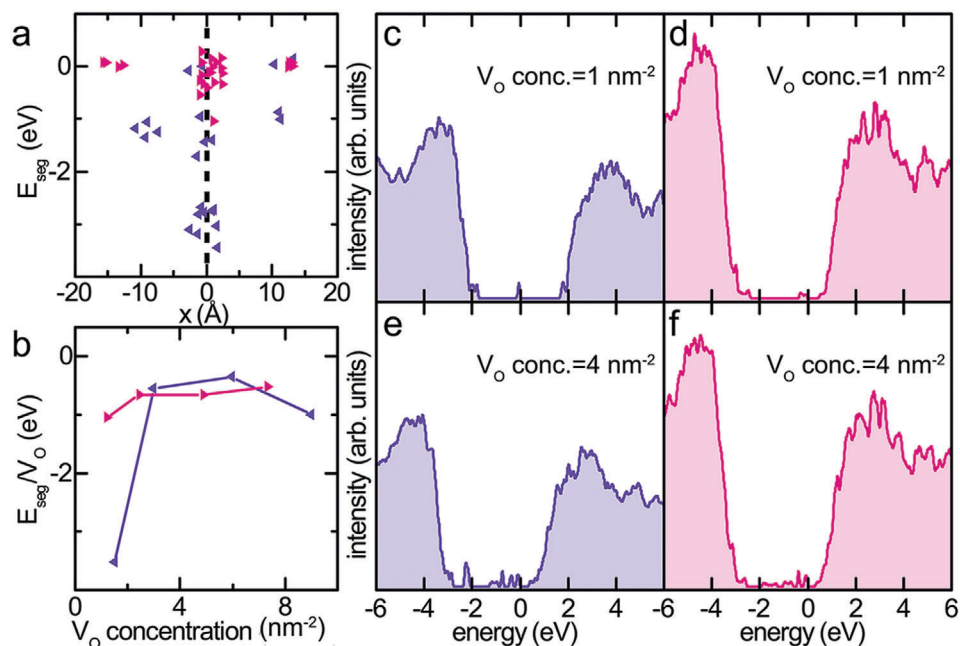 a
E_seg (eV)
0
-2
-20
-10
0
10
20
x (Å)
b
E_seg/V_O (eV)
0
-2
0
4
8
V_O concentration (nm⁻²)
c
V_O conc.=1 nm⁻²
intensity (arb. units)
d
V_O conc.=1 nm⁻²
e
V_O conc.=4 nm⁻²
intensity (arb. units)
-6
-4
-2
0
2
4
-6
energy (eV)
f
V_O conc.=4 nm⁻²
-4
-2
0
2
4
6
energy (eV)